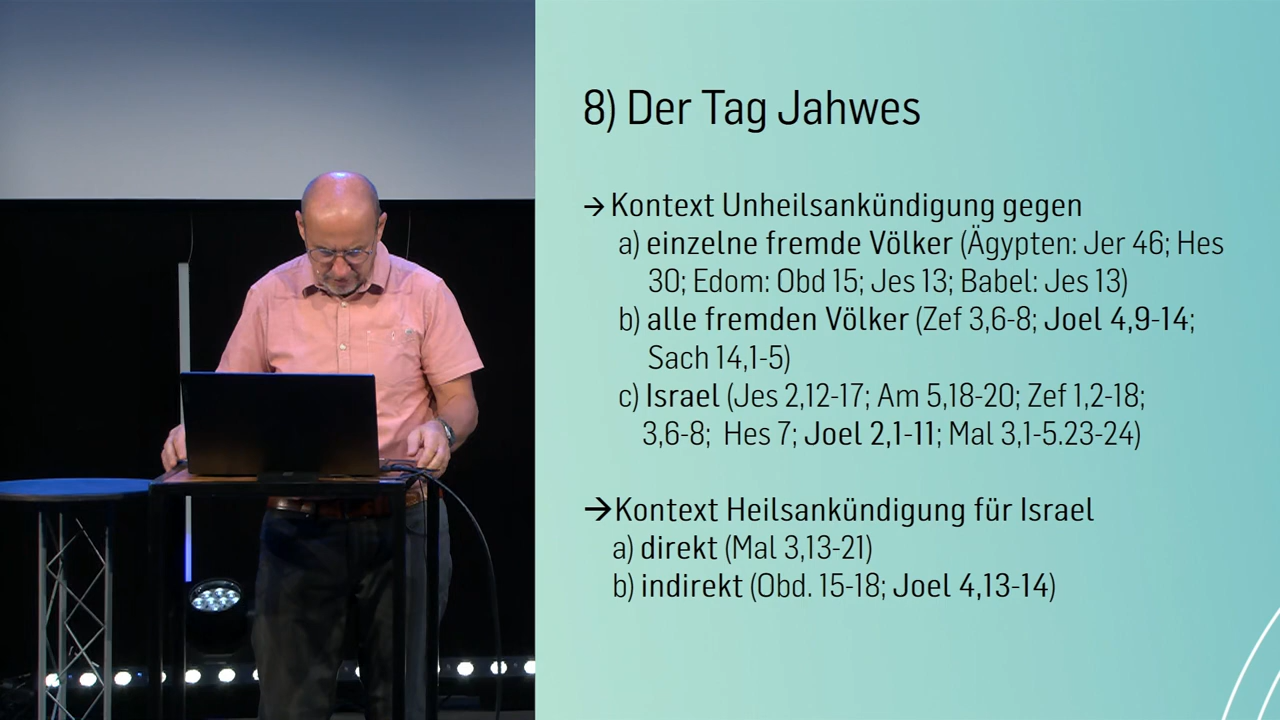 8) Der Tag Jahwes
→ Kontext Unheilsankündigung gegen
a) einzelne fremde Völker (Ägypten: Jer 46; Hes
30; Edom: Obd 15; Jes 13; Babel: Jes 13)
b) alle fremden Völker (Zef 3,6-8; Joel 4,9-14;
Sach 14,1-5)
c) Israel (Jes 2,12-17; Am 5,18-20; Zef 1,2-18;
3,6-8; Hes 7; Joel 2,1-11; Mal 3,1-5.23-24)
→Kontext Heilsankündigung für Israel
a) direkt (Mal 3,13-21)
b) indirekt (Obd. 15-18; Joel 4,13-14)